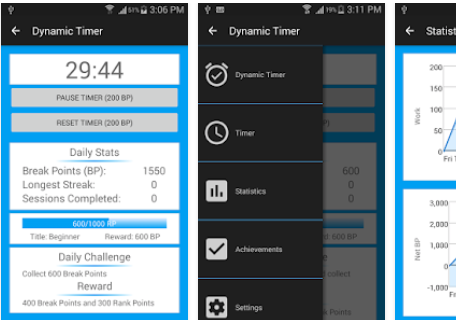 3:06 PM
Dynamic Timer
29:44
PAUSE TIMER (200 BP)
RESET TIMER (200 BP)
Daily Stats
Break Points (BP): 1550
Longest Streak: 0
Sessions Completed: 0
600/1000
Title: Beginner Reward: 600 BP
Daily Challenge
Collect 600 Break Points
Reward
400 Break Points and 300 Rank Points
3:11 PM
Dynamic Timer
Dynamic Timer
Timer
Statistics
Achievements
Settings
600
0
0
600 BP
collect
Points
Statist
200
150
100
50
0
Work
Fri
3,000
2,000
1,000
0
-1,000
Net BP
Fri